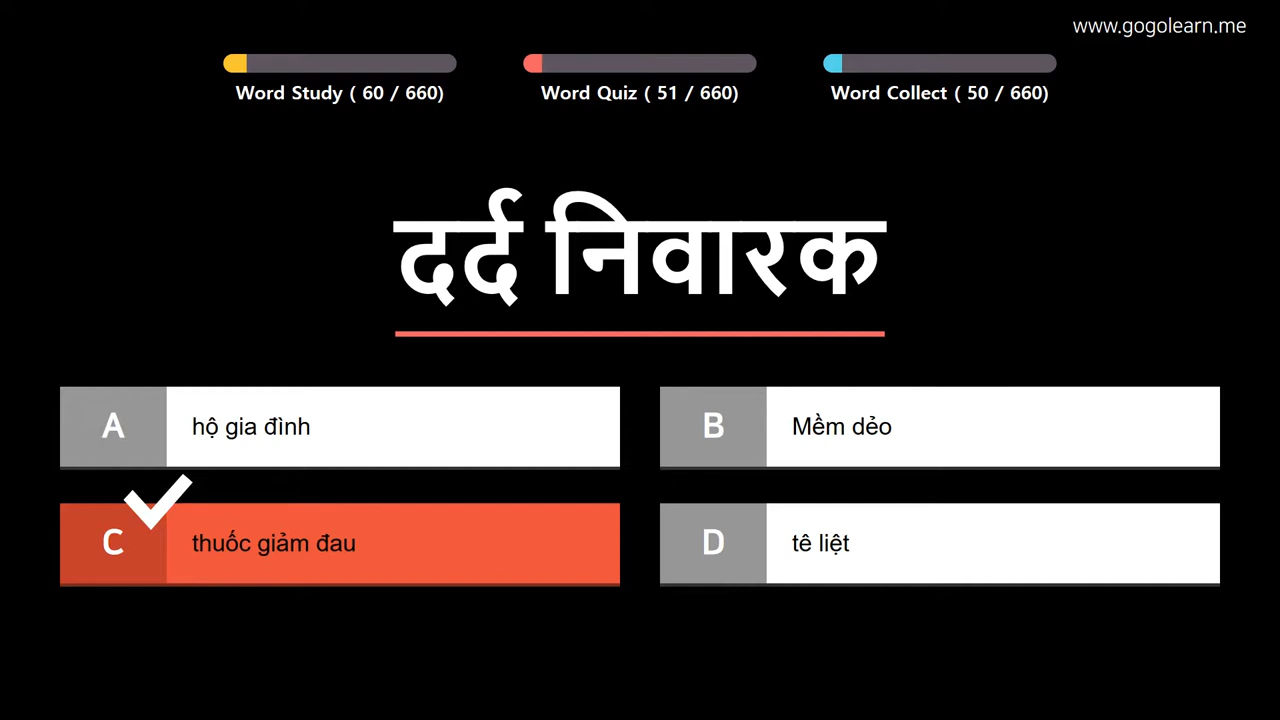 www.gogolearn.me
Word Study ( 60 / 660)
Word Quiz ( 51 / 660)
Word Collect ( 50 / 660)
दर्द निवारक
A
hộ gia đình
B
Mềm dẻo
C
thuốc giảm đau
D
tê liệt